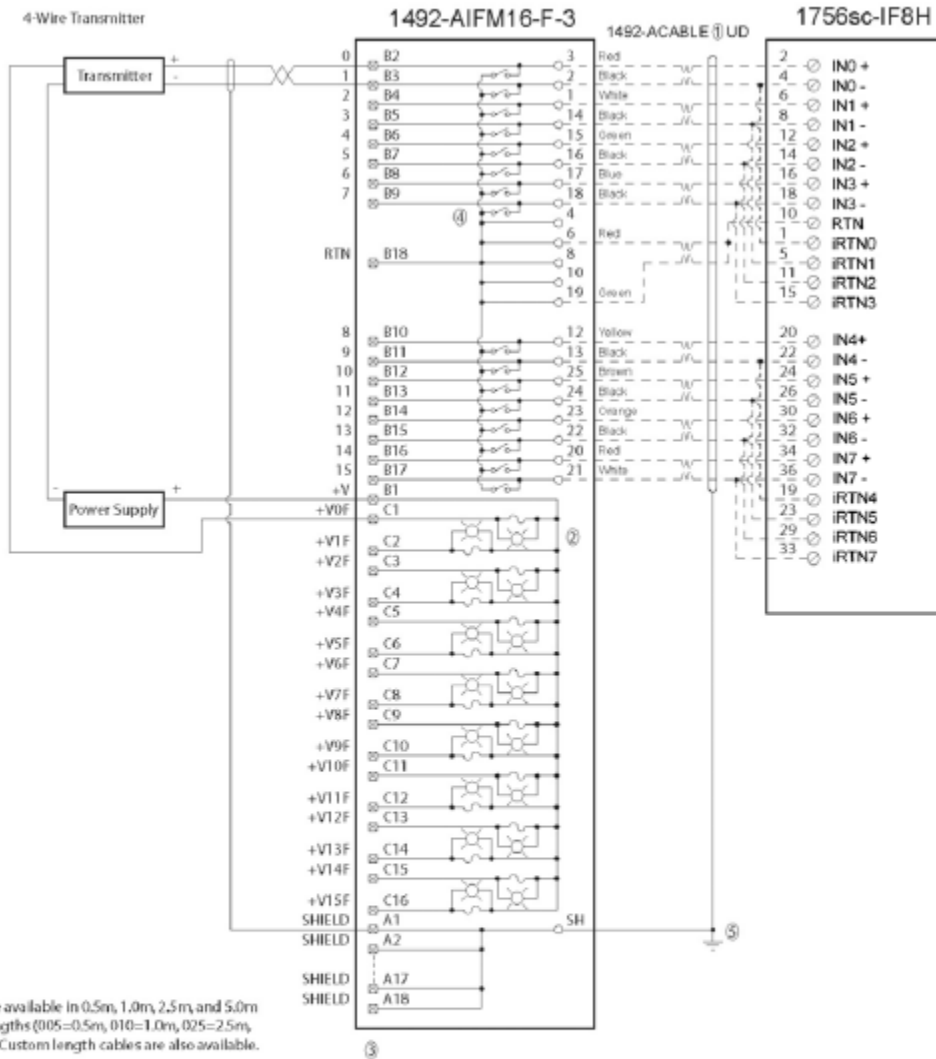 4-Wire Transmitter
1492-AIFM16-F-3
1756sc-IF8H
1492-ACABLE ① UD
Transmitter
+
-
0 B2 3 Red 2 IN0 +
1 B3 2 Black 4 IN0 -
2 B4 1 White 6 IN1 +
3 B5 14 Black 8 IN1 -
4 B6 15 Green 12 IN2 +
5 B7 16 Black 14 IN2 -
6 B8 17 Blue 16 IN3 +
7 B9 18 Black 18 IN3 -
④ 4 10 RTN
6 Red 1 iRTN0
RTN B18 8 5 iRTN1
10 11 iRTN2
19 Green 15 iRTN3
8 B10 12 Yellow 20 IN4+
9 B11 13 Black 22 IN4 -
10 B12 25 Brown 24 IN5 +
11 B13 24 Black 26 IN5 -
12 B14 23 Orange 30 IN6 +
13 B15 22 Black 32 IN6 -
14 B16 20 Red 34 IN7 +
15 B17 21 White 36 IN7 -
+V B1 19 iRTN4
- Power Supply +
+V0F C1 23 iRTN5
+V1F C2 ② 29 iRTN6
+V2F C3 33 iRTN7
+V3F C4
+V4F C5
+V5F C6
+V6F C7
+V7F C8
+V8F C9
+V9F C10
+V10F C11
+V11F C12
+V12F C13
+V13F C14
+V14F C15
+V15F C16
SHIELD A1 SH ⑤
SHIELD A2
SHIELD A17
SHIELD A18
available in 0.5m, 1.0m, 2.5m, and 5.0m
gths (005=0.5m, 010=1.0m, 025=2.5m,
Custom length cables are also available.
③